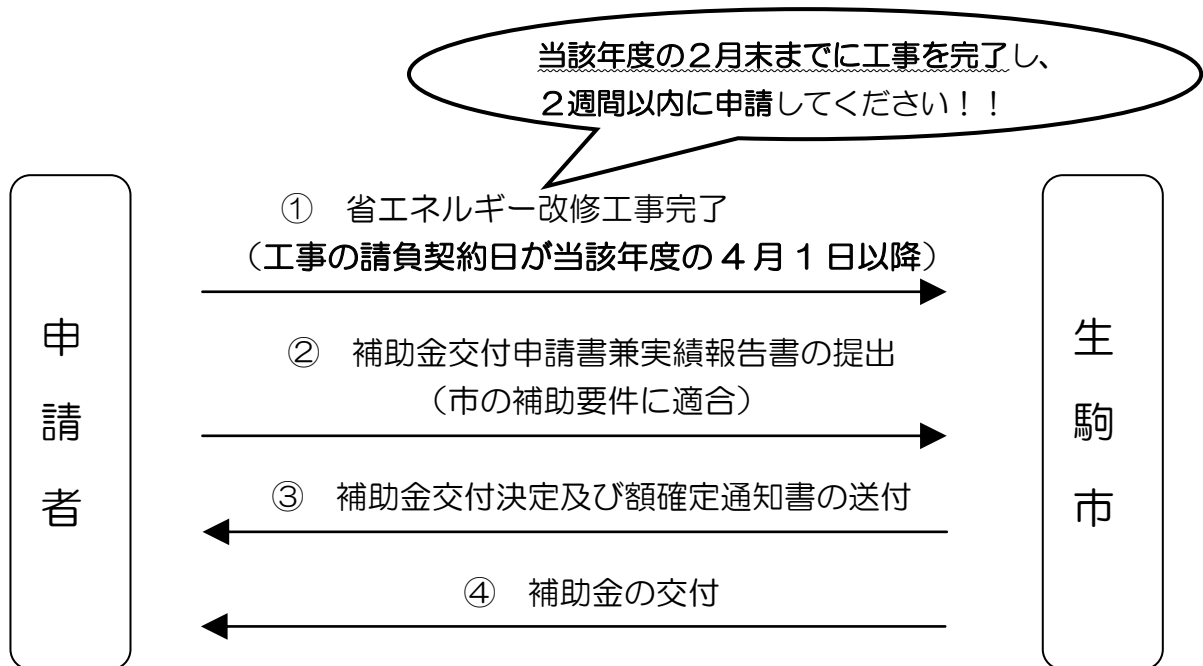 当該年度の２月末までに工事を完了し、
２週間以内に申請してください！！
① 省エネルギー改修工事完了
（工事の請負契約日が当該年度の４月１日以降）
② 補助金交付申請書兼実績報告書の提出
（市の補助要件に適合）
③ 補助金交付決定及び額確定通知書の送付
④ 補助金の交付
申請者
生駒市